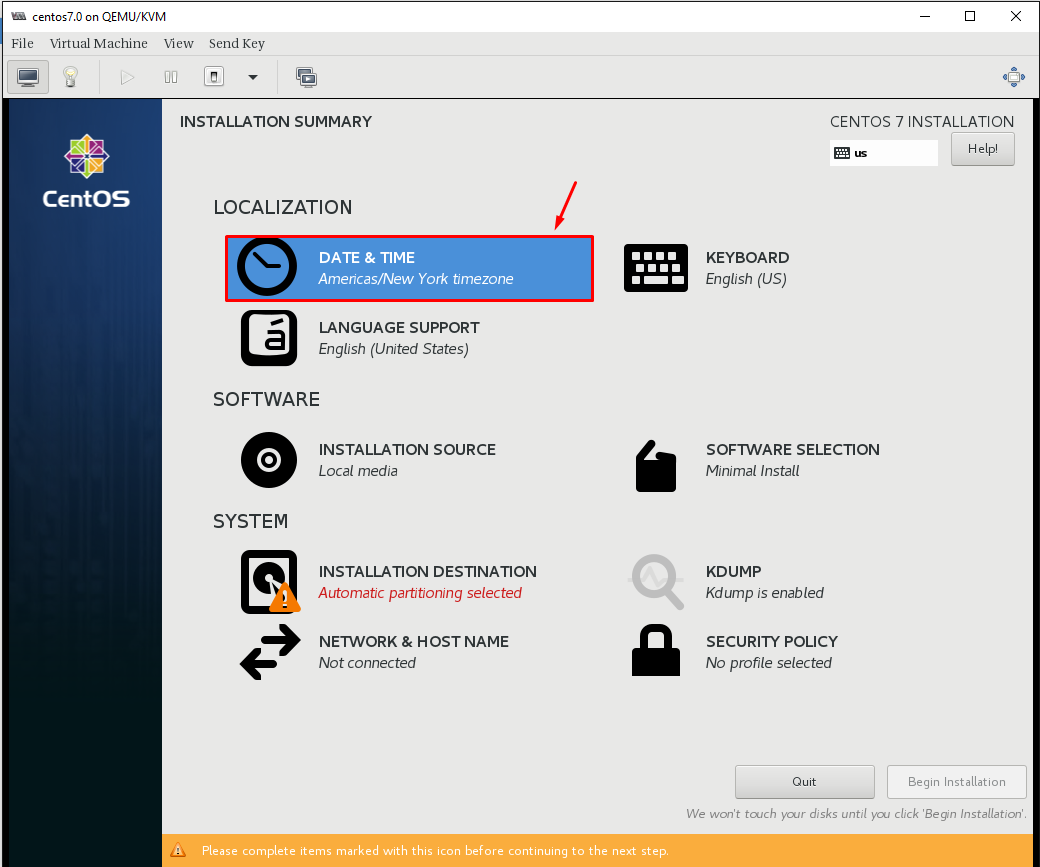 centos7.0 on QEMU/KVM
File Virtual Machine View Send Key
INSTALLATION SUMMARY
CENTOS 7 INSTALLATION
us
Help!
CentOS
LOCALIZATION
DATE & TIME
Americas/New York timezone
KEYBOARD
English (US)
LANGUAGE SUPPORT
English (United States)
SOFTWARE
INSTALLATION SOURCE
Local media
SOFTWARE SELECTION
Minimal Install
SYSTEM
INSTALLATION DESTINATION
Automatic partitioning selected
KDUMP
Kdump is enabled
NETWORK & HOST NAME
Not connected
SECURITY POLICY
No profile selected
Quit
Begin Installation
We won't touch your disks until you click 'Begin Installation'.
Please complete items marked with this icon before continuing to the next step.